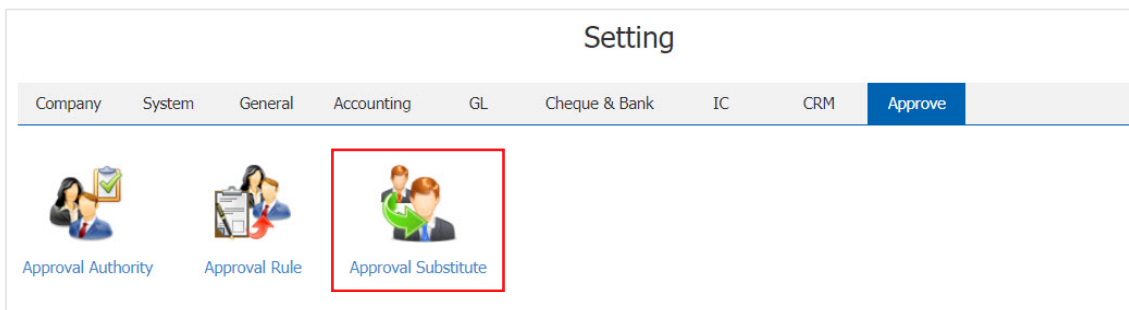 Setting
Company System General Accounting GL Cheque & Bank IC CRM Approve
Approval Authority Approval Rule Approval Substitute